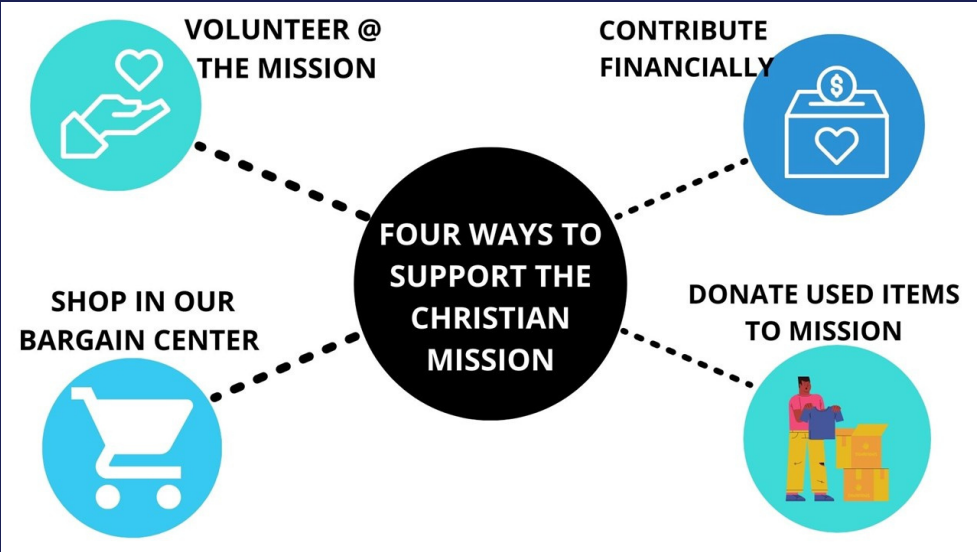 VOLUNTEER @
THE MISSION
CONTRIBUTE
FINANCIALLY
$
FOUR WAYS TO
SUPPORT THE
CHRISTIAN
MISSION
SHOP IN OUR
BARGAIN CENTER
DONATE USED ITEMS
TO MISSION